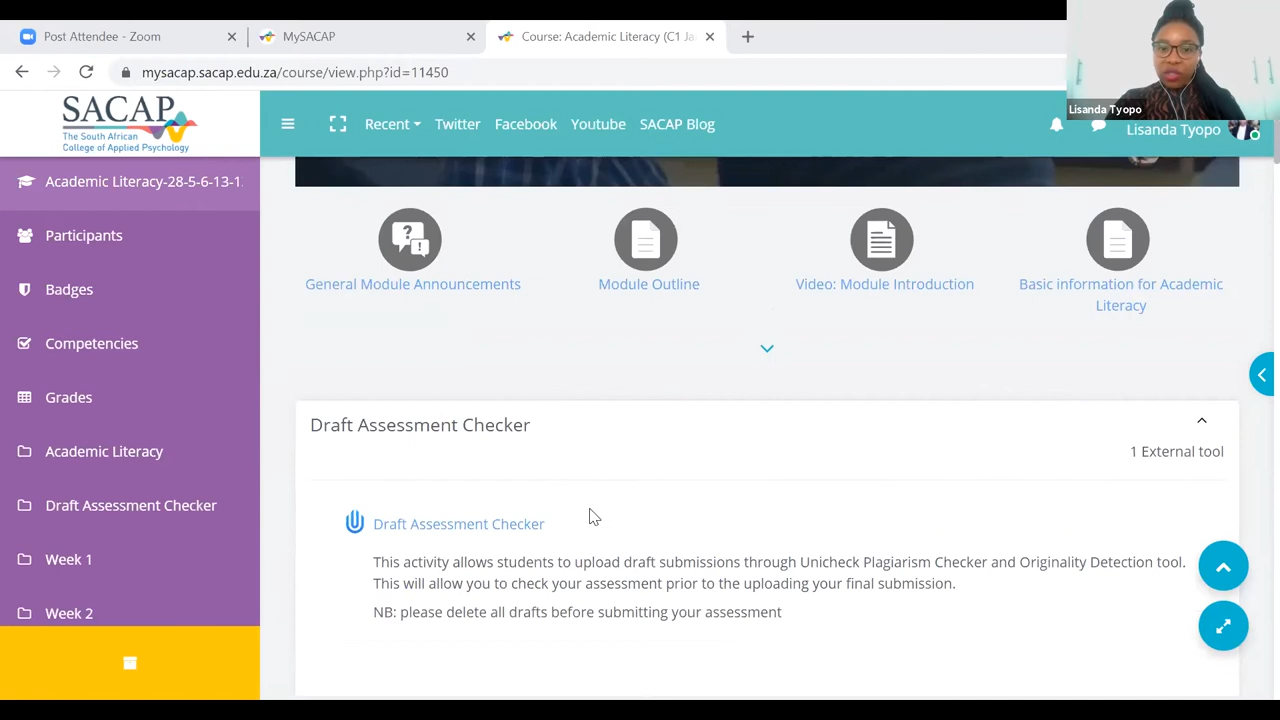 Post Attendee - Zoom
MySACAP
Course: Academic Literacy (C1 Ja
mysacap.sacap.edu.za/course/view.php?id=11450
Lisanda Tyopo
SACAP
The South African
College of Applied Psychology
Recent
Twitter
Facebook
Youtube
SACAP Blog
Lisanda Tyopo
Academic Literacy-28-5-6-13-1.
Participants
Badges
Competencies
Grades
Academic Literacy
Draft Assessment Checker
Week 1
Week 2
General Module Announcements
Module Outline
Video: Module Introduction
Basic information for Academic
Literacy
Draft Assessment Checker
1 External tool
Draft Assessment Checker
This activity allows students to upload draft submissions through Unicheck Plagiarism Checker and Originality Detection tool.
This will allow you to check your assessment prior to the uploading your final submission.
NB: please delete all drafts before submitting your assessment